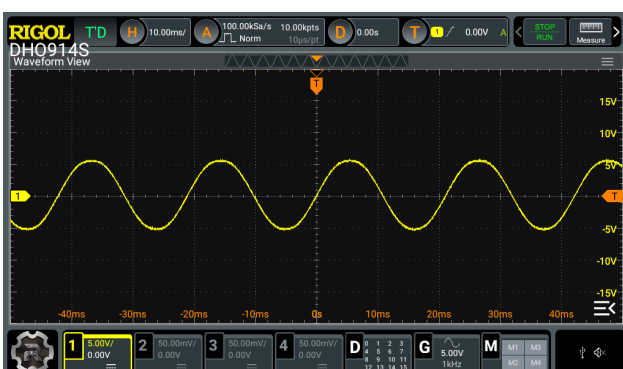 RIGOL T'D H 10.00ms/ A 100.00kSa/s 10.00kpts D 0.00s T 1 0.00V A < STOP >
Norm 10μs/pt RUN Measure
DHO914S
Waveform View
T
15V
10V
5V
1 T
-5V
-10V
-15V
-40ms -30ms -20ms -10ms 0s 10ms 20ms 30ms 40ms
1 5.00V/ 2 50.00mV/ 3 50.00mV/ 4 50.00mV/ D 0 1 2 3 G M M1 M3
0.00V 0.00V 0.00V 0.00V 4 5 6 7 5.00V
8 9 10 11 1kHz M2 M4
12 13 14 15